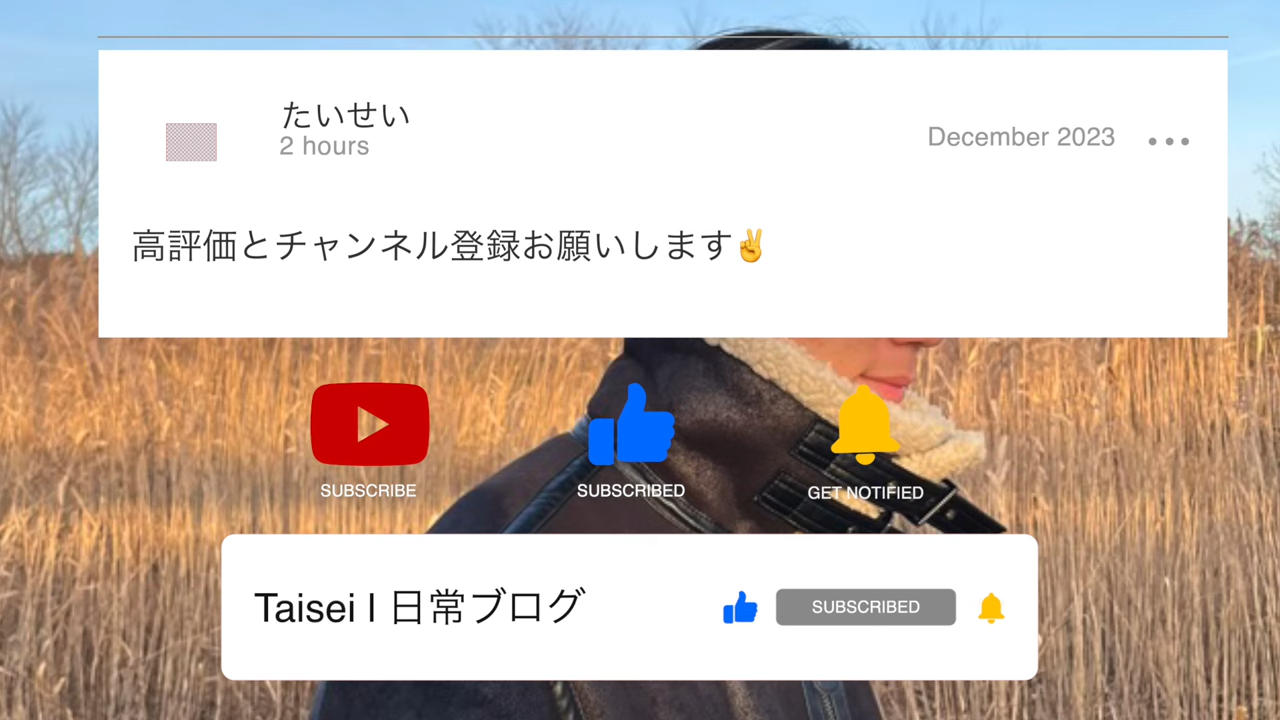 たいせい
2 hours
December 2023
高評価とチャンネル登録お願いします✌️
SUBSCRIBE
SUBSCRIBED
GET NOTIFIED
Taisei I 日常ブログ
SUBSCRIBED